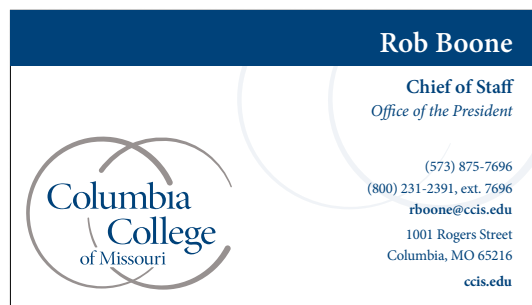 Rob Boone
Chief of Staff
Office of the President
(573) 875-7696
(800) 231-2391, ext. 7696
rboone@ccis.edu
1001 Rogers Street
Columbia, MO 65216
ccis.edu
Columbia
College
of Missouri